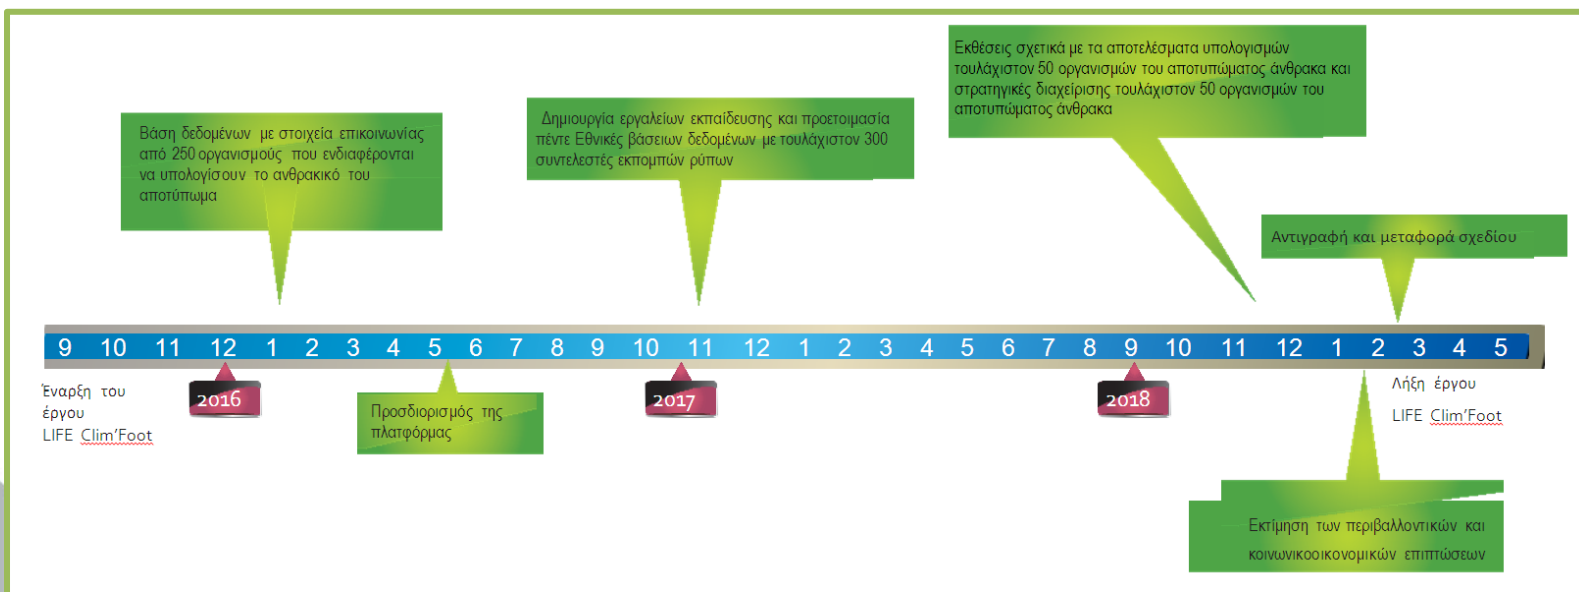 Εκθέσεις σχετικά με τα αποτελέσματα υπολογισμών
τουλάχιστον 50 οργανισμών του αποτυπώματος άνθρακα και
στρατηγικές διαχείρισης τουλάχιστον 50 οργανισμών του
αποτυπώματος άνθρακα
Βάση δεδομένων με στοιχεία επικοινωνίας
από 250 οργανισμούς που ενδιαφέρονται
να υπολογίσουν το ανθρακικό του
αποτύπωμα
Δημιουργία εργαλείων εκπαίδευσης και προετοιμασία
πέντε Εθνικές βάσειων δεδομένων με τουλάχιστον 300
συντελεστές εκπομπών ρύπων
Αντιγραφή και μεταφορά σχεδίου
9 10 11 12 1 2 3 4 5 6 7 8 9 10 11 12 1 2 3 4 5 6 7 8 9 10 11 12 1 2 3 4 5
Έναρξη του
έργου
LIFE Clim'Foot
2016
Προσδιορισμός της
πλατφόρμας
2017
2018
Λήξη έργου
LIFE Clim'Foot
Εκτίμηση των περιβαλλοντικών και
κοινωνικοοικονομικών επιπτώσεων